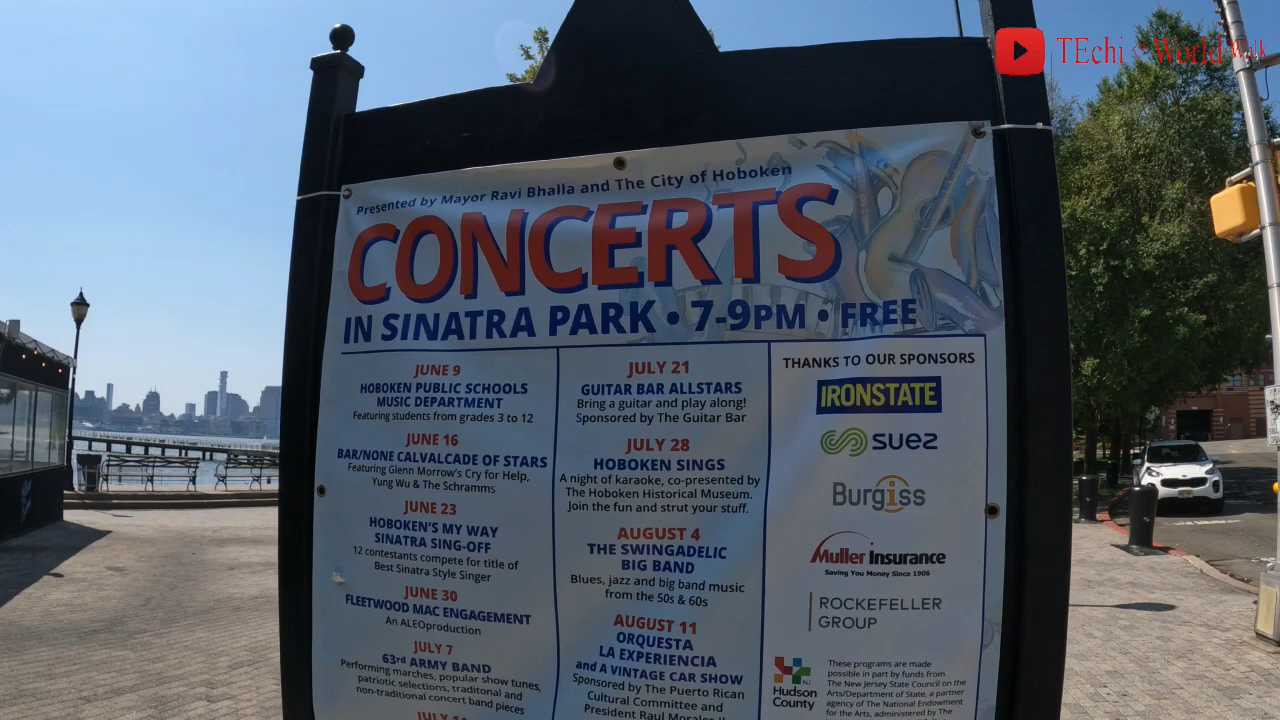 TEchi World Walk
Presented by Mayor Ravi Bhalla and The City of Hoboken
CONCERTS
IN SINATRA PARK • 7-9PM • FREE
JUNE 9
HOBOKEN PUBLIC SCHOOLS
MUSIC DEPARTMENT
Featuring students from grades 3 to 12
JUNE 16
BAR/NONE CALVALCADE OF STARS
Featuring Glenn Morrow's Cry for Help,
Yung Wu & The Schramms
JUNE 23
HOBOKEN'S MY WAY
SINATRA SING-OFF
12 contestants compete for title of
Best Sinatra Style Singer
JUNE 30
FLEETWOOD MAC ENGAGEMENT
An ALEOproduction
JULY 7
63rd ARMY BAND
Performing marches, popular show tunes,
patriotic selections, traditonal and
non-traditional concert band pieces
JULY 14
JULY 21
GUITAR BAR ALLSTARS
Bring a guitar and play along!
Sponsored by The Guitar Bar
JULY 28
HOBOKEN SINGS
A night of karaoke, co-presented by
The Hoboken Historical Museum.
Join the fun and strut your stuff.
AUGUST 4
THE SWINGADELIC
BIG BAND
Blues, jazz and big band music
from the 50s & 60s
AUGUST 11
ORQUESTA
LA EXPERIENCIA
and A VINTAGE CAR SHOW
Sponsored by The Puerto Rican
Cultural Committee and
President Raul Morales II
THANKS TO OUR SPONSORS
IRONSTATE
suez
Burgiss
Muller Insurance
Saving You Money Since 1906
ROCKEFELLER
GROUP
NJ
Hudson
County
These programs are made
possible in part by funds from
The New Jersey State Council on the
Arts/Department of State, a partner
agency of The National Endowment
for the Arts, administered by The